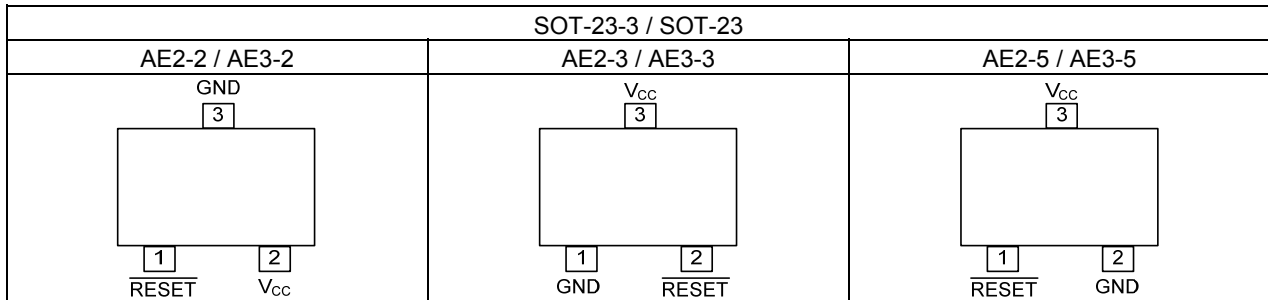 SOT-23-3 / SOT-23
AE2-2 / AE3-2 AE2-3 / AE3-3 AE2-5 / AE3-5
GND VCC VCC
3 3 3
1 2 1 2 1 2
RESET VCC GND RESET RESET GND